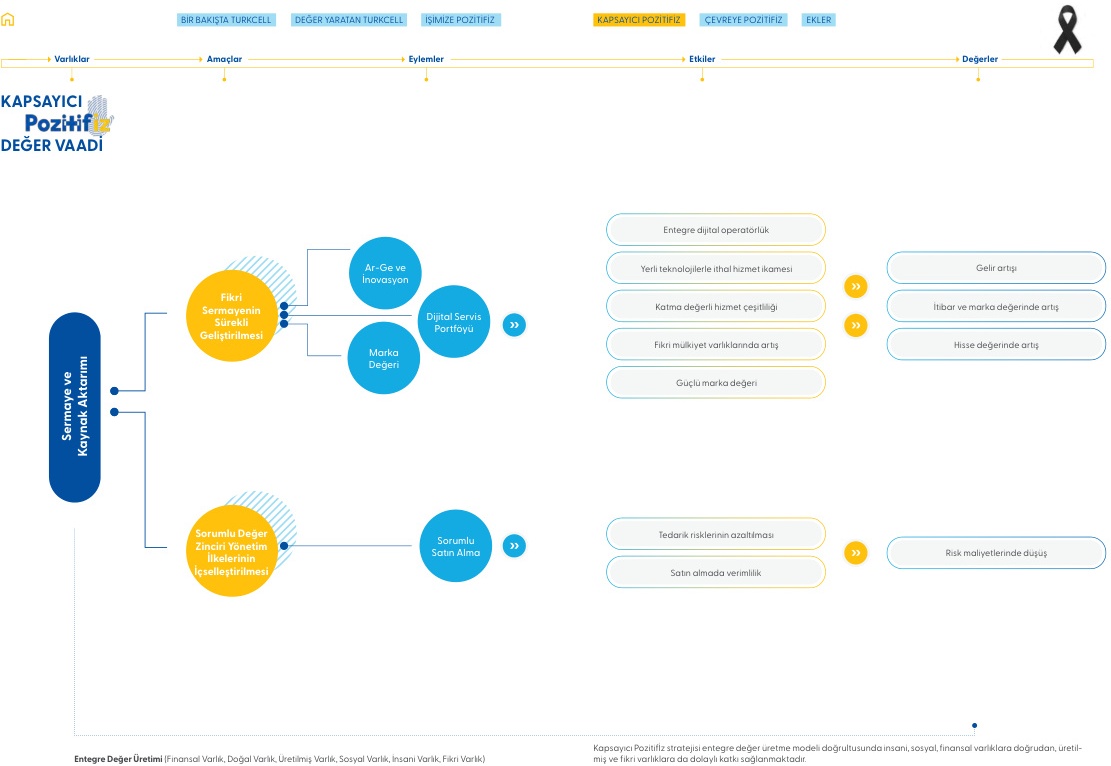 BİR BAKIŞTA TURKCELL
DEĞER YARATAN TURKCELL
İŞİMİZE POZİTİFİZ
KAPSAYICI POZİTİFİZ
ÇEVREYE POZİTİFİZ
EKLER
Varlıklar
Amaçlar
Eylemler
Etkiler
Değerler
KAPSAYICI
Pozitifiz
DEĞER VAADİ
Sermaye ve
Kaynak Aktarımı
Fikri
Sermayenin
Sürekli
Geliştirilmesi
Ar-Ge ve
İnovasyon
Dijital Servis
Portföyü
Marka
Değeri
Entegre dijital operatörlük
Yerli teknolojilerle ithal hizmet ikamesi
Katma değerli hizmet çeşitliliği
Fikri mülkiyet varlıklarında artış
Güçlü marka değeri
Gelir artışı
İtibar ve marka değerinde artış
Hisse değerinde artış
Sorumlu Değer
Zinciri Yönetim
İlkelerinin
İçselleştirilmesi
Sorumlu
Satın Alma
Tedarik risklerinin azaltılması
Satın almada verimlilik
Risk maliyetlerinde düşüş
Entegre Değer Üretimi (Finansal Varlık, Doğal Varlık, Üretilmiş Varlık, Sosyal Varlık, İnsani Varlık, Fikri Varlık)
Kapsayıcı Pozitifİz stratejisi entegre değer üretme modeli doğrultusunda insani, sosyal, finansal varlıklara doğrudan, üretil-
miş ve fikri varlıklara da dolaylı katkı sağlanmaktadır.